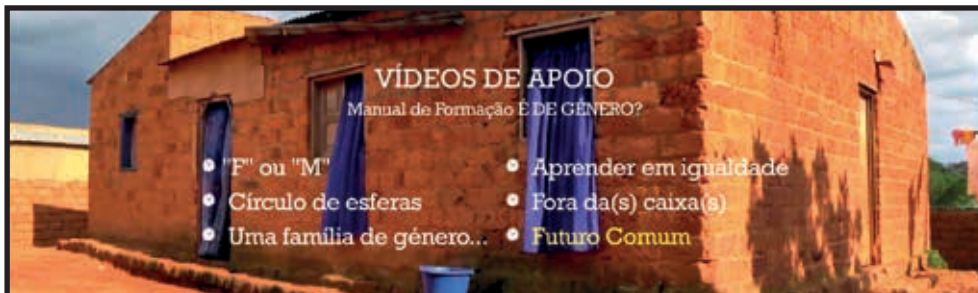 VÍDEOS DE APOIO
Manual de Formação É DE GÉNERO?
"F" ou "M"
Círculo de esferas
Uma família de género...
Aprender em igualdade
Fora da(s) caixa(s)
Futuro Comum